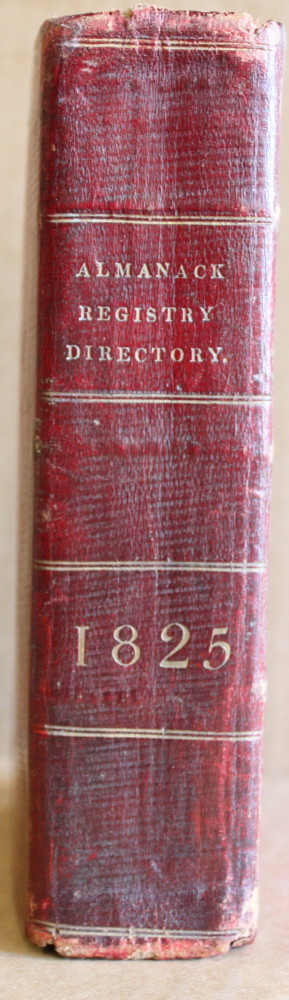 ALMANACK
REGISTRY
DIRECTORY.
1825